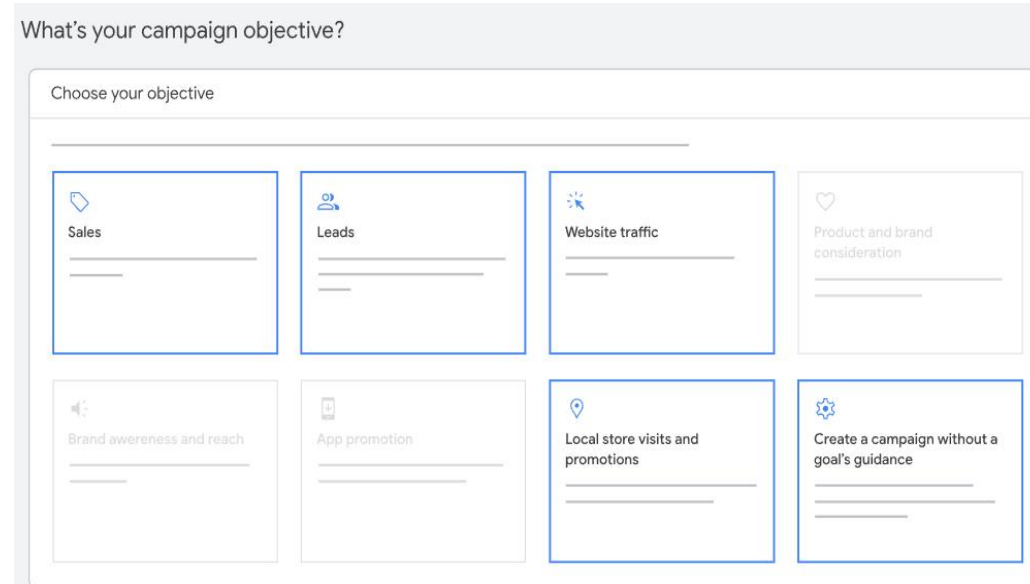 What’s your campaign objective?
Choose your objective
Sales
Leads
Website traffic
Product and brand
consideration
Brand awereness and reach
App promotion
Local store visits and
promotions
Create a campaign without a
goal’s guidance